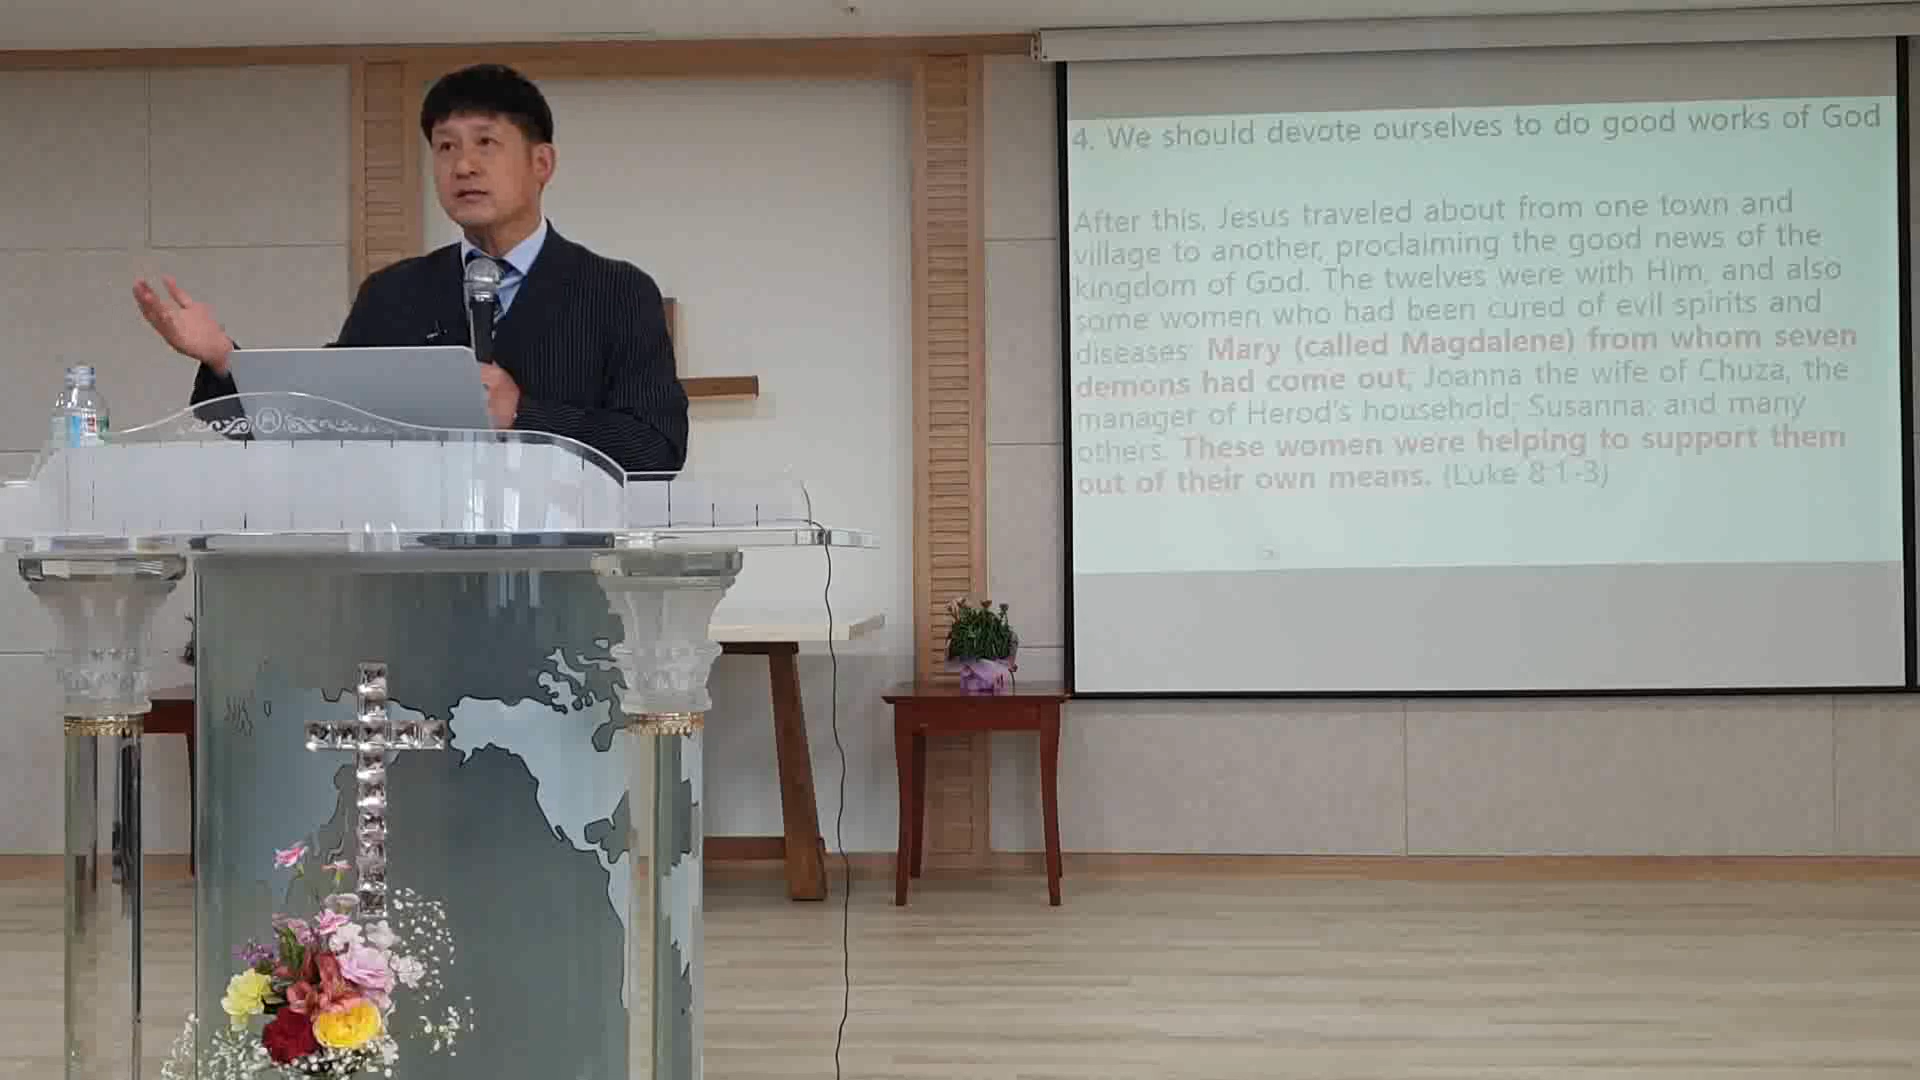 4. We should devote ourselves to do good works of God
After this, Jesus traveled about from one town and
village to another, proclaiming the good news of the
kingdom of God. The twelves were with Him, and also
some women who had been cured of evil spirits and
diseases: Mary (called Magdalene) from whom seven
demons had come out; Joanna the wife of Chuza, the
manager of Herod's household; Susanna; and many
others. These women were helping to support them
out of their own means. (Luke 8:1-3)